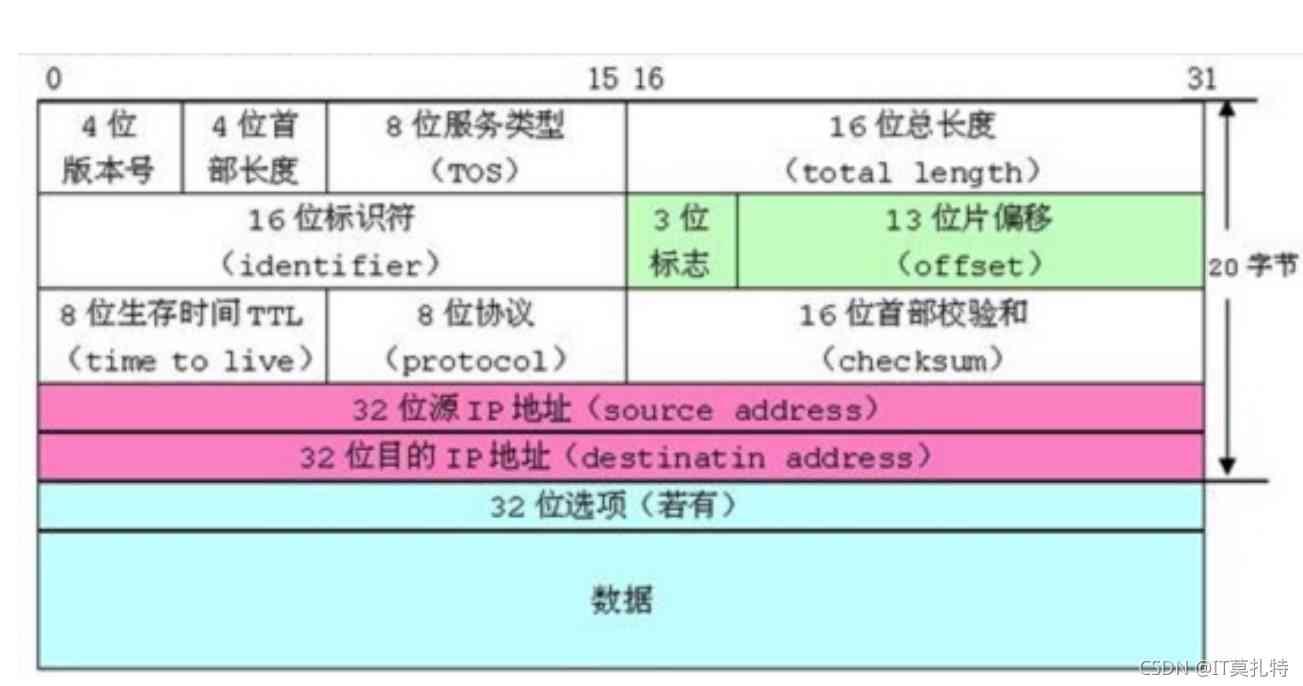 0 15 16 31
4 位 4 位首 8 位服务类型 16 位总长度
版本号 部长度 （TOS） （total length）
16 位标识符 3 位 13 位片偏移
（identifier） 标志 （offset） 20 字节
8 位生存时间 TTL 8 位协议 16 位首部校验和
（time to live） （protocol） （checksum）
32 位源 IP 地址（source address）
32 位目的 IP 地址（destinatin address）
32 位选项（若有）
数据
CSDN @IT莫扎特